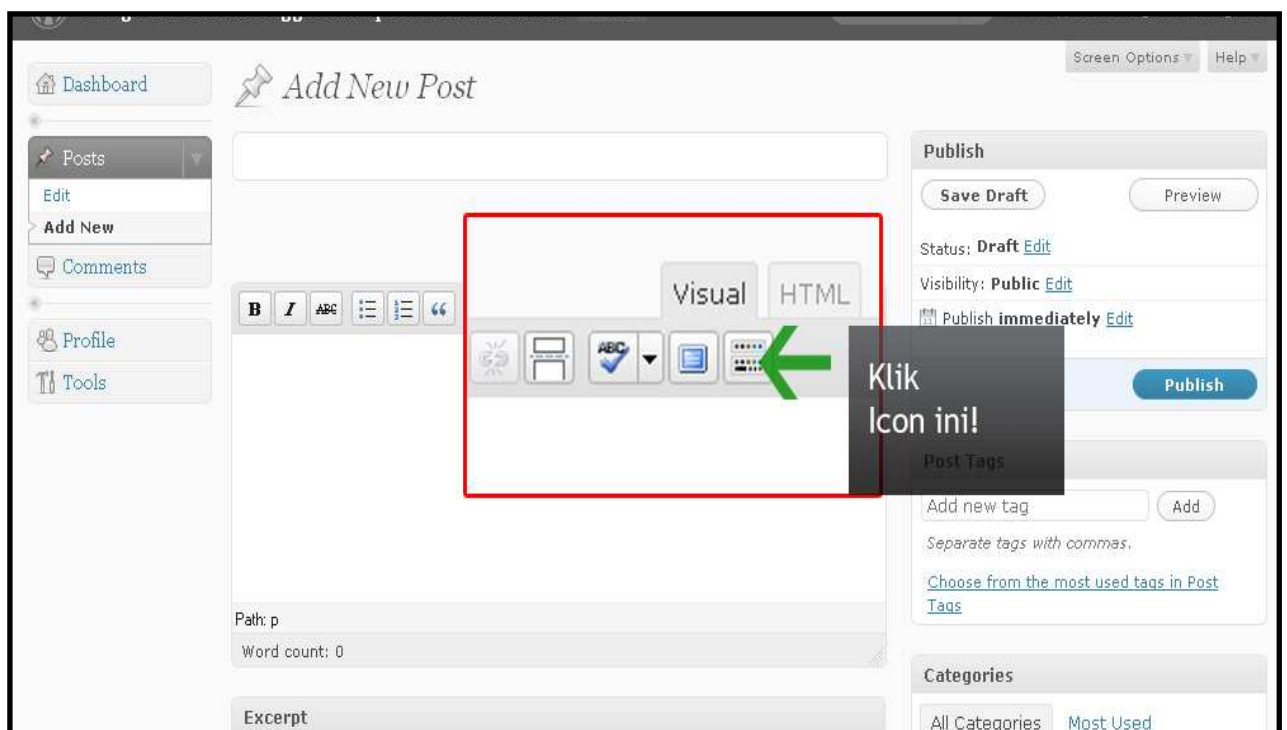 Screen Options Help
Dashboard
Add New Post
Posts
Edit
Add New
Comments
Profile
Tools
B I ABC
Visual HTML
ABC
Klik
Icon ini!
Path: p
Word count: 0
Excerpt
Publish
Save Draft Preview
Status: Draft Edit
Visibility: Public Edit
Publish immediately Edit
Publish
Post Tags
Add new tag Add
Separate tags with commas.
Choose from the most used tags in Post
Tags
Categories
All Categories Most Used